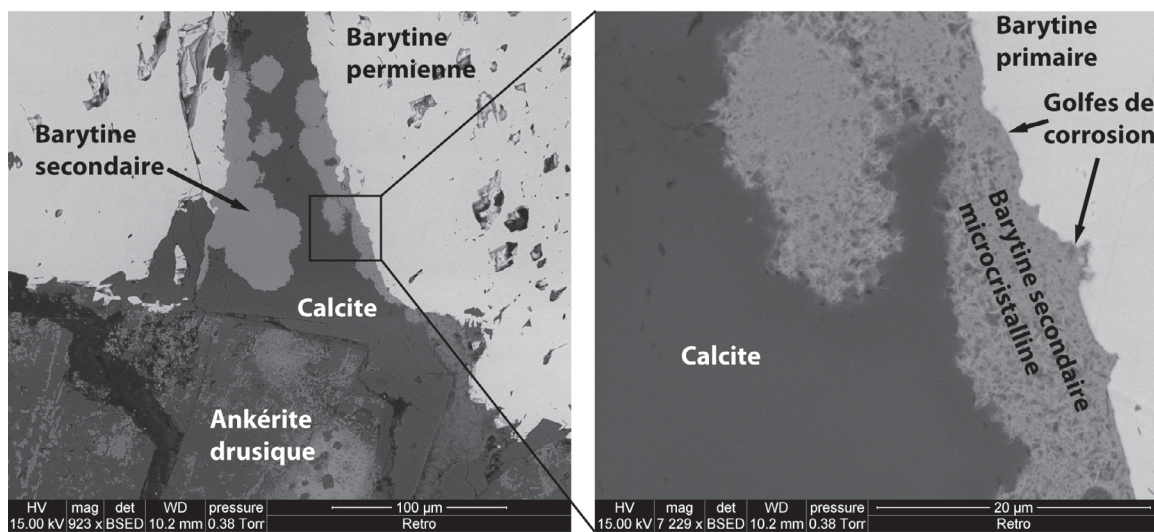 Barytine
permienne
Barytine
secondaire
Calcite
Ankérite
drusique
HV mag det WD pressure 100 µm
15.00 kV 923 x BSED 10.2 mm 0.38 Torr Retro
Barytine
primaire
Golfes de
corrosion
Barytine secondaire
microcristalline
Calcite
HV mag det WD pressure 20 µm
15.00 kV 7 229 x BSED 10.2 mm 0.38 Torr Retro